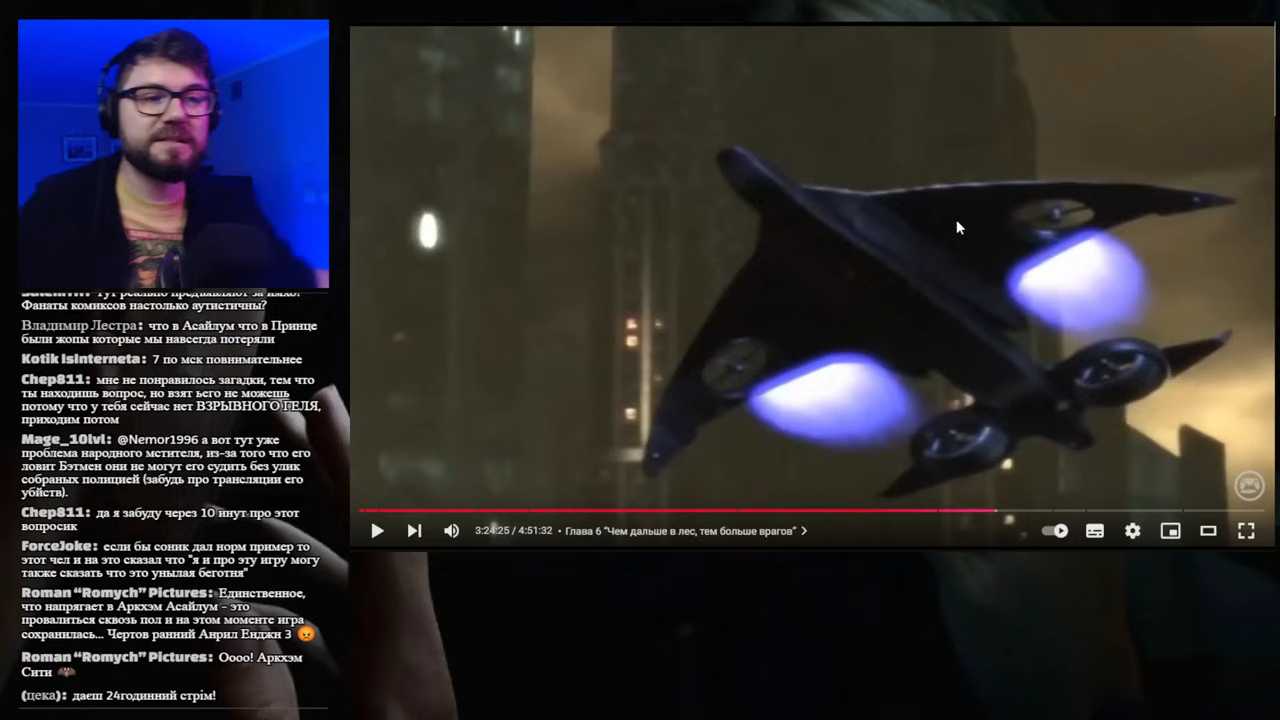 Фанаты комиксов настолько аутистичны?
Владимир Лестра: что в Асайлум что в Принце
были жопы которые мы навсегда потеряли
Kotik IsInterneta: 7 по мск повнимательнее
Chep811: мне не понравилось загадки, тем что
ты находишь вопрос, но взят ьего не можешь
потому что у тебя сейчас нет ВЗРЫВНОГО ГЕЛЯ,
приходим потом
Mage_10lvl: @Nemor1996 а вот тут уже
проблема народного мстителя, из-за того что его
ловит Бэтмен они не могут его судить без улик
собраных полицией (забудь про трансляции его
убийств).
Chep811: да я забуду через 10 инут про этот
вопросик
ForceJoke: если бы соник дал норм пример то
этот чел и на это сказал что "я и про эту игру могу
также сказать что это унылая беготня"
Roman “Romych” Pictures: Единственное,
что напрягает в Аркхэм Асайлум - это
провалиться сквозь пол и на этом моменте игра
сохранилась... Чертов ранний Анрил Енджн 3 😡
Roman “Romych” Pictures: Оооо! Аркхэм
Сити 🦇
(цека): даєш 24годинний стрім!
3:24:25 / 4:51:32 • Глава 6 "Чем дальше в лес, тем больше врагов" >